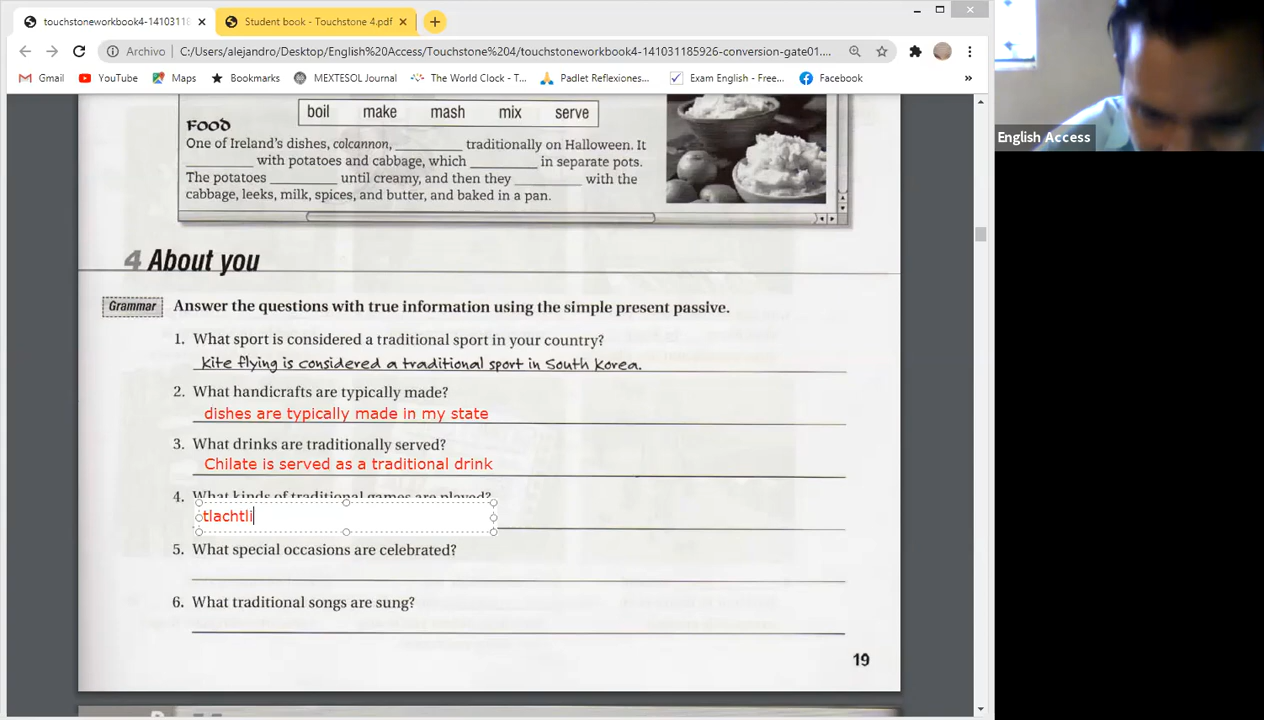 touchstoneworkbook4-1410311185
Student book - Touchstone 4.pdf
Archivo
C:/Users/alejandro/Desktop/English%20Access/Touchstone%204/touchstoneworkbook4-141031185926-conversion-gate01....
Gmail
YouTube
Maps
Bookmarks
MEXTESOL Journal
The World Clock - T...
Padlet Reflexiones...
Exam English - Free...
Facebook
»
English Access
boil make mash mix serve
FOOD
One of Ireland's dishes, colcannon, ________ traditionally on Halloween. It
________ with potatoes and cabbage, which ________ in separate pots.
The potatoes ________ until creamy, and then they ________ with the
cabbage, leeks, milk, spices, and butter, and baked in a pan.
4 About you
Grammar
Answer the questions with true information using the simple present passive.
1. What sport is considered a traditional sport in your country?
Kite flying is considered a traditional sport in South Korea.
2. What handicrafts are typically made?
dishes are typically made in my state
3. What drinks are traditionally served?
Chilate is served as a traditional drink
4. What kinds of traditional games are played?
tlachtli
5. What special occasions are celebrated?
6. What traditional songs are sung?
19